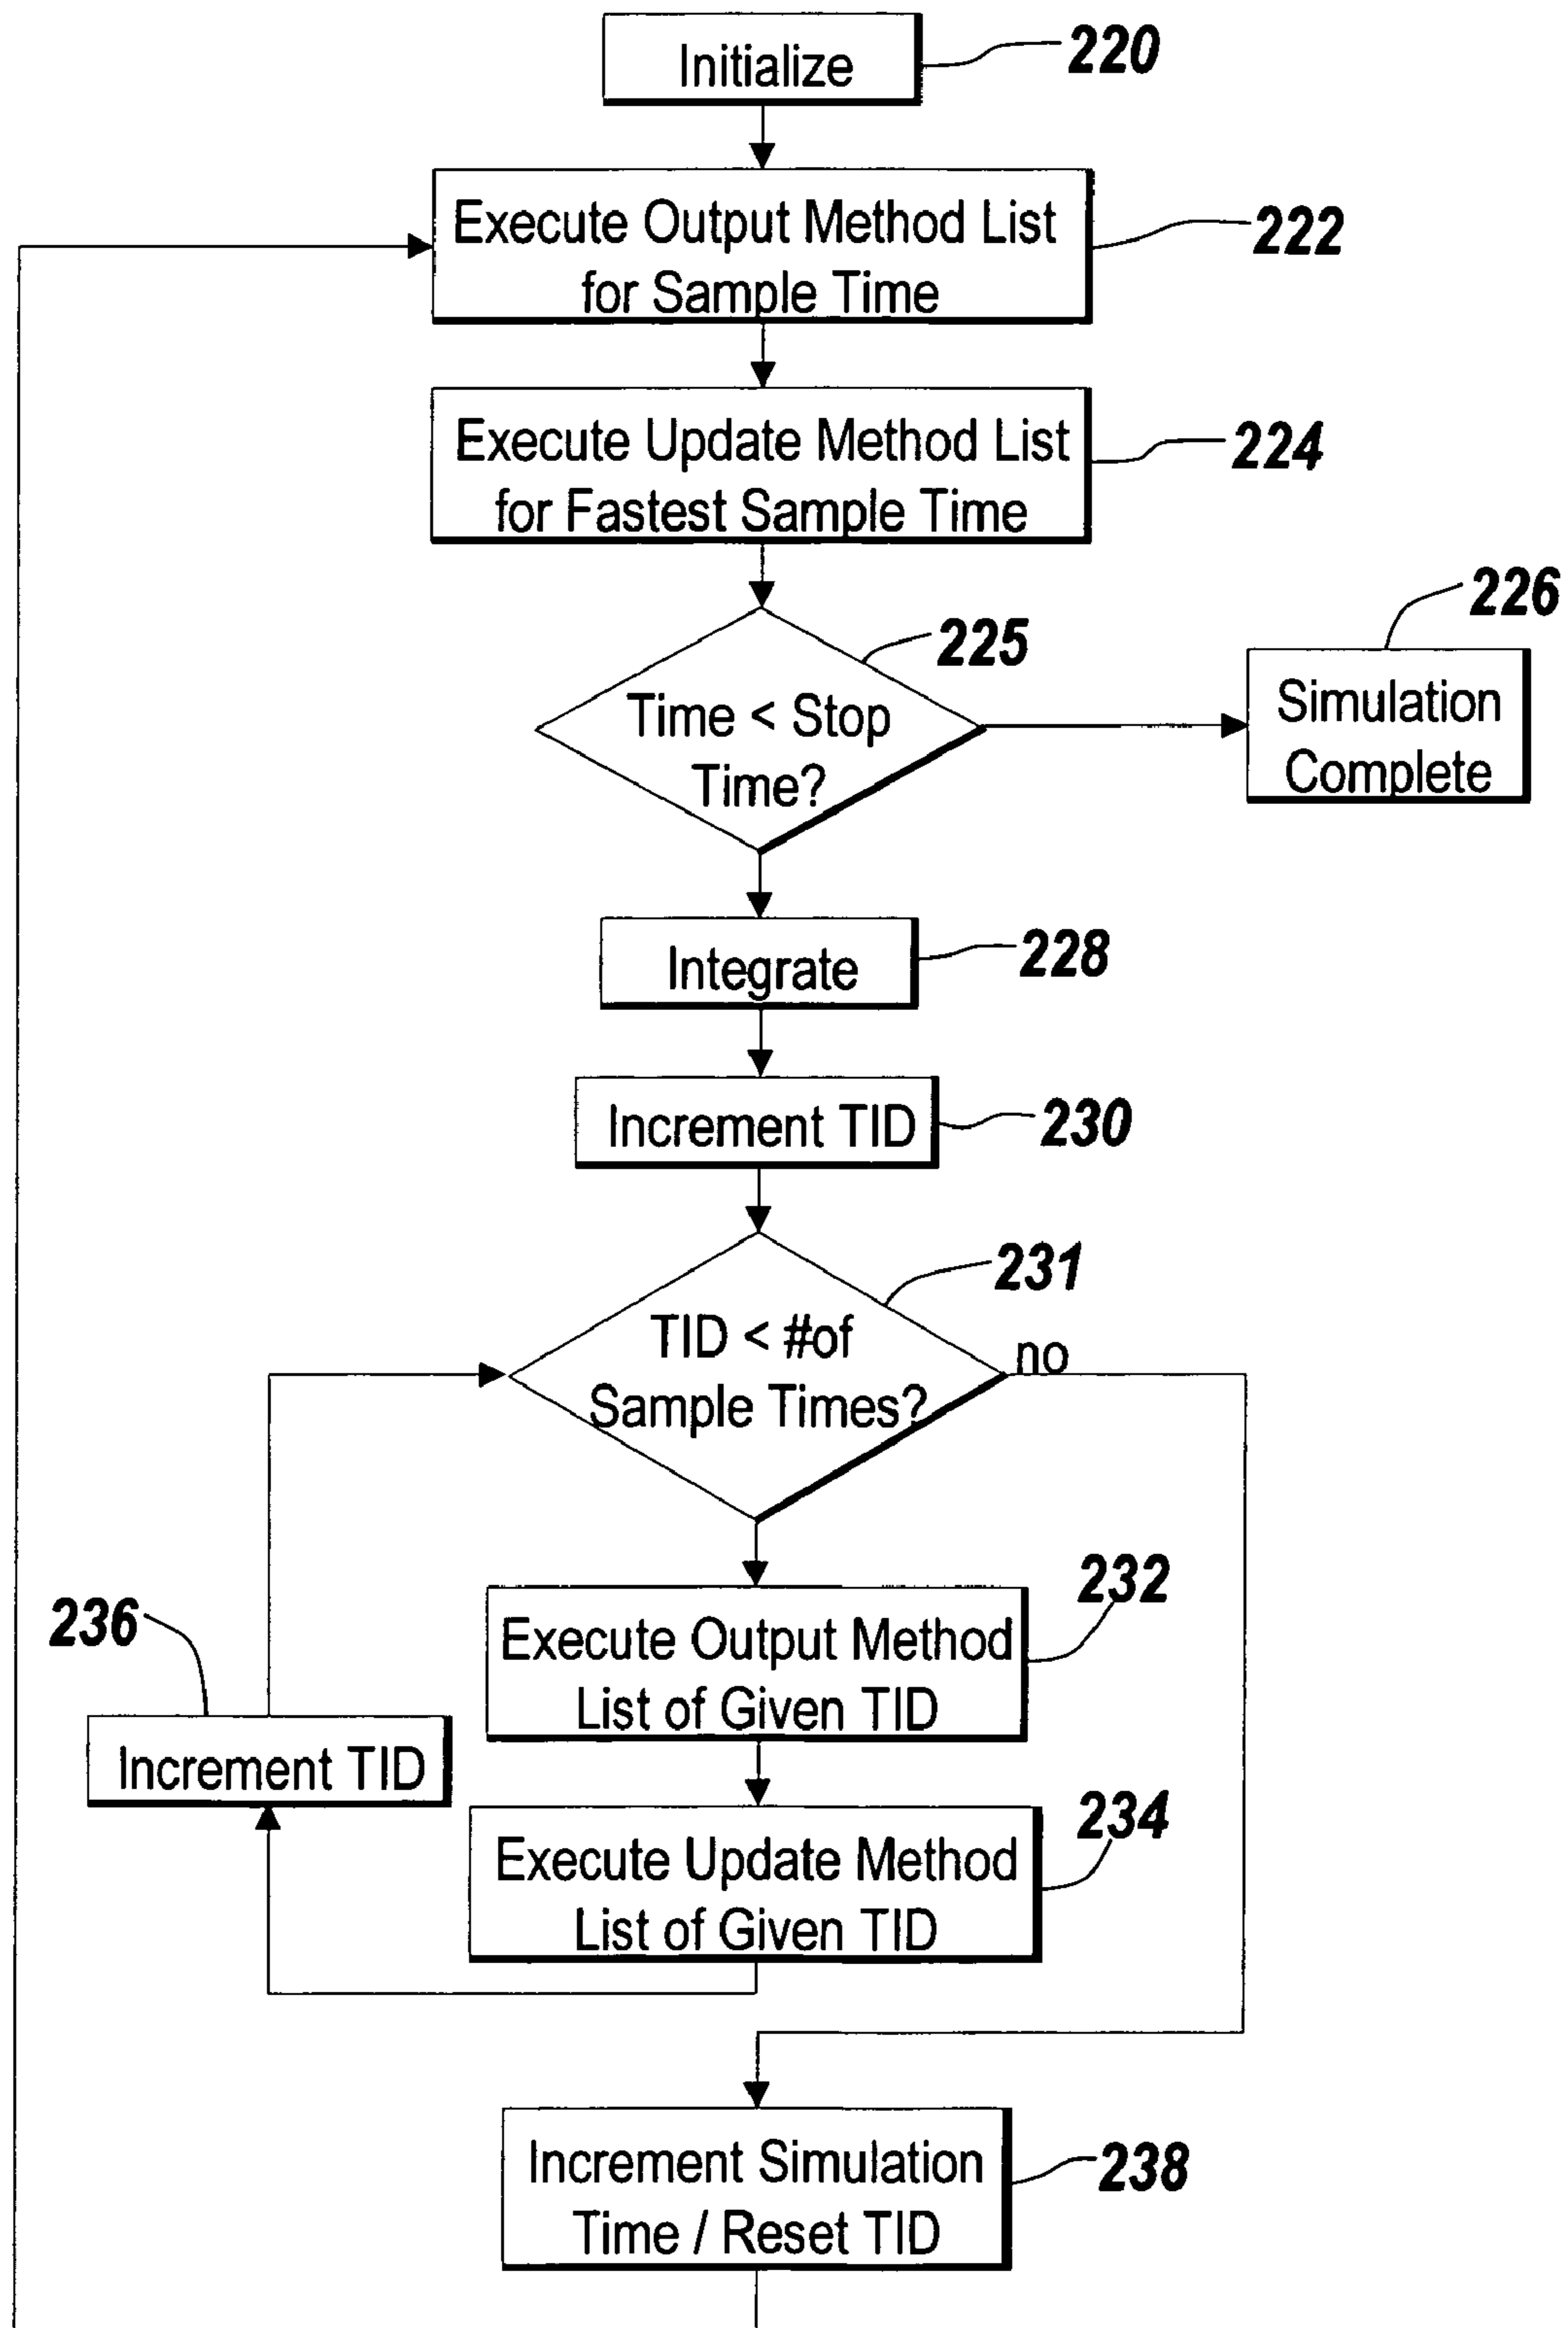 Initialize
220
Execute Output Method List
for Sample Time
222
Execute Update Method List
for Fastest Sample Time
224
225
Time < Stop
Time?
226
Simulation
Complete
Integrate
228
Increment TID
230
231
TID < #of
Sample Times?
no
232
Execute Output Method
List of Given TID
236
Increment TID
234
Execute Update Method
List of Given TID
Increment Simulation
Time / Reset TID
238